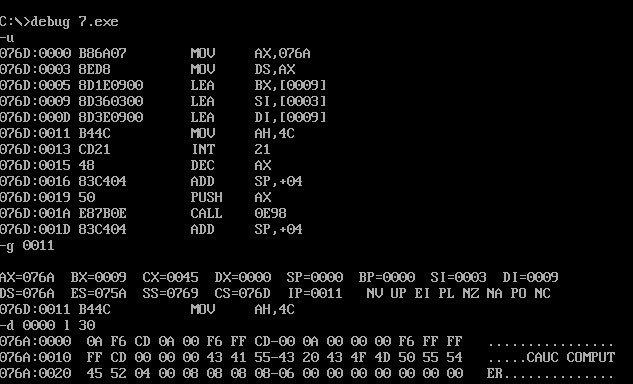 C:\>debug 7.exe
-u
076D:0000 B86A07        MOV     AX,076A
076D:0003 8ED8          MOV     DS,AX
076D:0005 8D1E0900      LEA     BX,[0009]
076D:0009 8D360300      LEA     SI,[0003]
076D:000D 8D3E0900      LEA     DI,[0009]
076D:0011 B44C          MOV     AH,4C
076D:0013 CD21          INT     21
076D:0015 48            DEC     AX
076D:0016 83C404        ADD     SP,+04
076D:0019 50            PUSH    AX
076D:001A E87B0E        CALL    0E98
076D:001D 83C404        ADD     SP,+04
-g 0011
AX=076A  BX=0009  CX=0045  DX=0000  SP=0000  BP=0000  SI=0003  DI=0009
DS=076A  ES=075A  SS=0769  CS=076D  IP=0011   NV UP EI PL NZ NA PO NC
076D:0011 B44C          MOV     AH,4C
-d 0000 l 30
076A:0000  0A F6 CD 0A 00 F6 FF CD-00 0A 00 00 00 F6 FF FF   ................
076A:0010  FF CD 00 00 00 43 41 55-43 20 43 4F 4D 50 55 54   .....CAUC COMPUT
076A:0020  45 52 04 00 08 08 08 08-06 00 00 00 00 00 00 00   ER..............